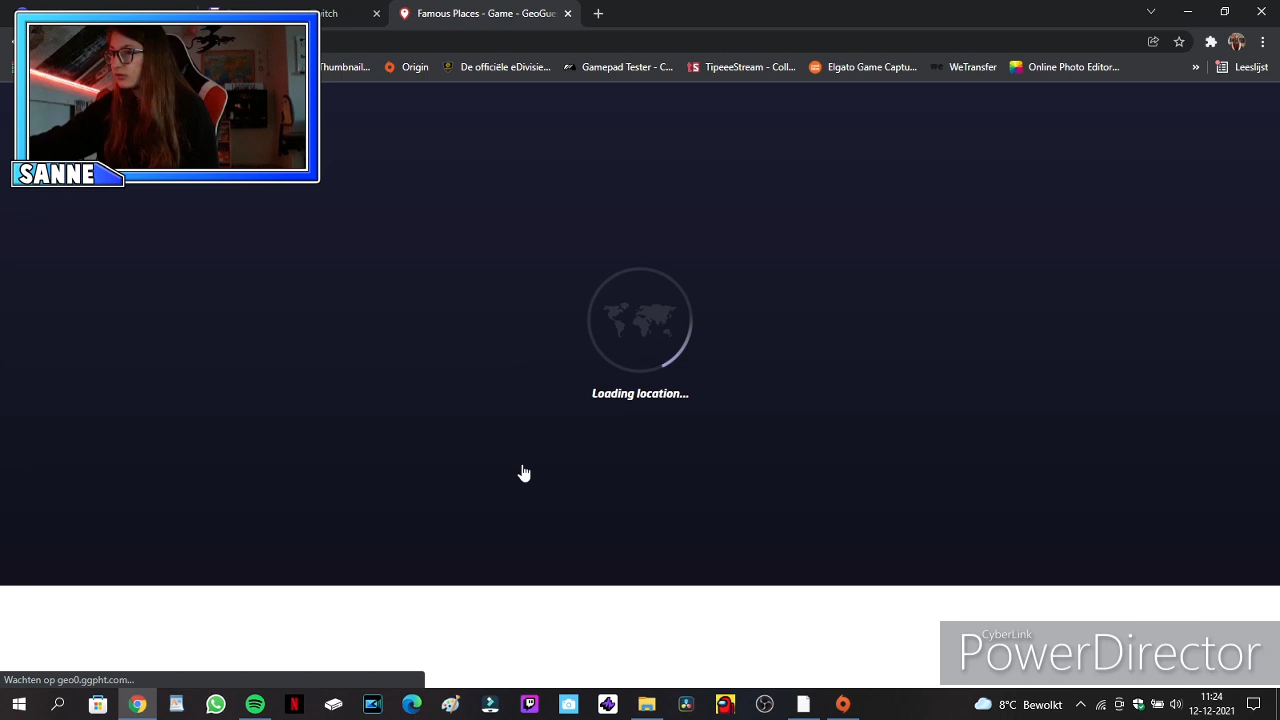 itch
Famous Places Game - GeoGue
Thumbnail...
Origin
De officiële eDivisie...
Gamepad Tester - C...
TipeeeStream - Coll...
Elgato Game Captu...
WeTransfer
Online Photo Editor...
»
Leeslijst
SANNE
Loading location...
CyberLink
PowerDirector
Wachten op geo0.ggpht.com...
8°C Bewolkt
11:24
12-12-2021